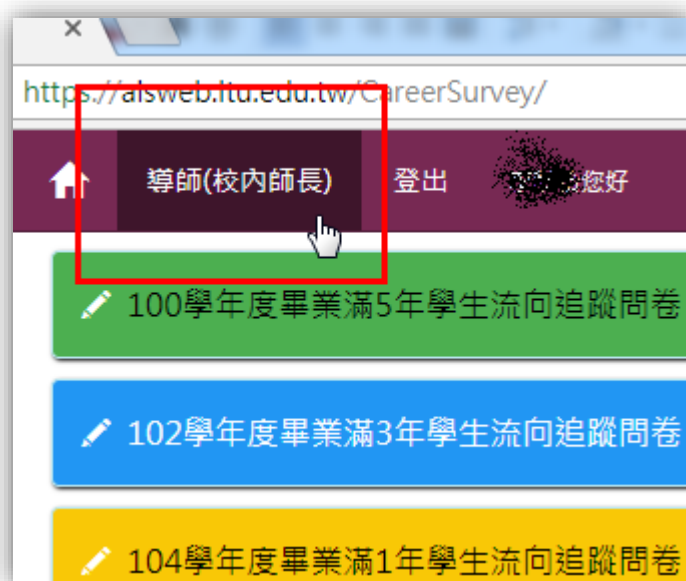 https://alsweb.ltu.edu.tw/CareerSurvey/
導師(校內師長) 登出 您好
100學年度畢業滿5年學生流向追蹤問卷
102學年度畢業滿3年學生流向追蹤問卷
104學年度畢業滿1年學生流向追蹤問卷